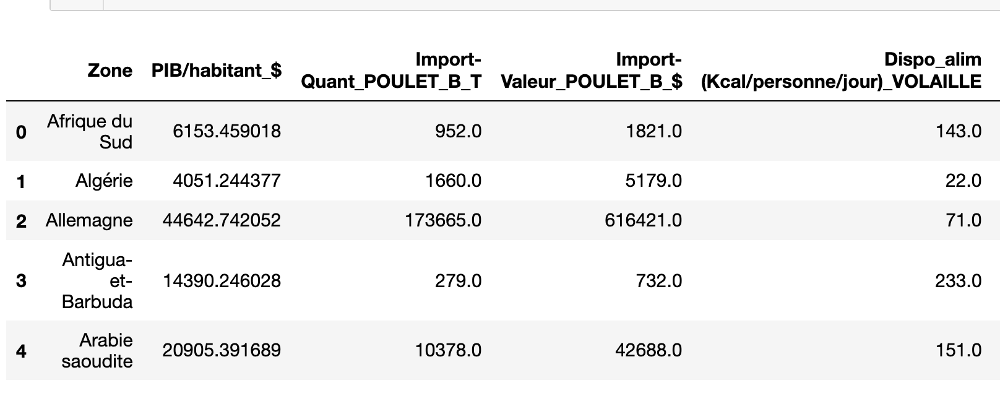 Zone PIB/habitant_$ Import-Quant_POULET_B_T Import-Valeur_POULET_B_$ Dispo_alim (Kcal/personne/jour)_VOLAILLE
0 Afrique du Sud 6153.459018 952.0 1821.0 143.0
1 Algérie 4051.244377 1660.0 5179.0 22.0
2 Allemagne 44642.742052 173665.0 616421.0 71.0
3 Antigua-et-Barbuda 14390.246028 279.0 732.0 233.0
4 Arabie saoudite 20905.391689 10378.0 42688.0 151.0